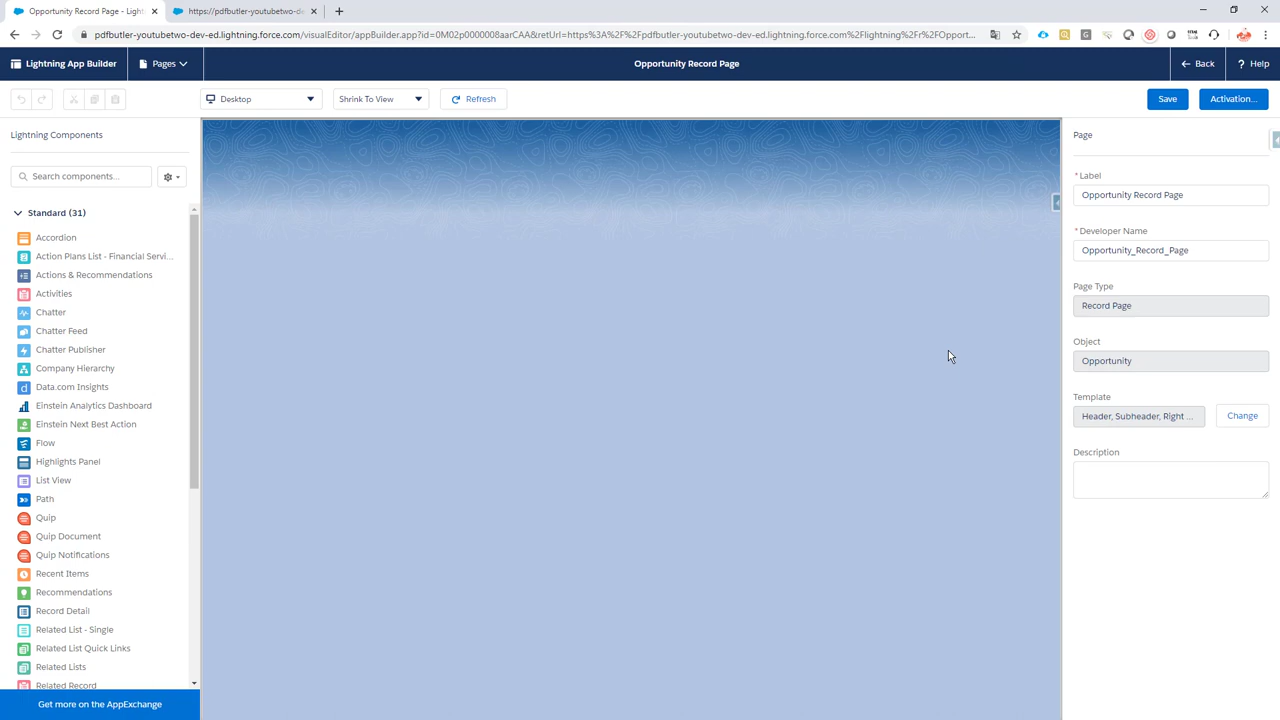 Opportunity Record Page - Light
https://pdfbutler-youtubetwo-de
pdfbutler-youtubetwo-dev-ed.lightning.force.com/visualEditor/appBuilder.app?id=0M02p0000008aarCAA&retUrl=https%3A%2F%2Fpdfbutler-youtubetwo-dev-ed.lightning.force.com%2Flightning%2Fr%2FOpport...
Lightning App Builder
Pages
Opportunity Record Page
Back
? Help
Desktop
Shrink To View
Refresh
Save
Activation...
Lightning Components
Search components...
Standard (31)
Accordion
Action Plans List - Financial Servi...
Actions & Recommendations
Activities
Chatter
Chatter Feed
Chatter Publisher
Company Hierarchy
Data.com Insights
Einstein Analytics Dashboard
Einstein Next Best Action
Flow
Highlights Panel
List View
Path
Quip
Quip Document
Quip Notifications
Recent Items
Recommendations
Record Detail
Related List - Single
Related List Quick Links
Related Lists
Related Record
Get more on the AppExchange
Page
*Label
Opportunity Record Page
*Developer Name
Opportunity_Record_Page
Page Type
Record Page
Object
Opportunity
Template
Header, Subheader, Right ...
Change
Description